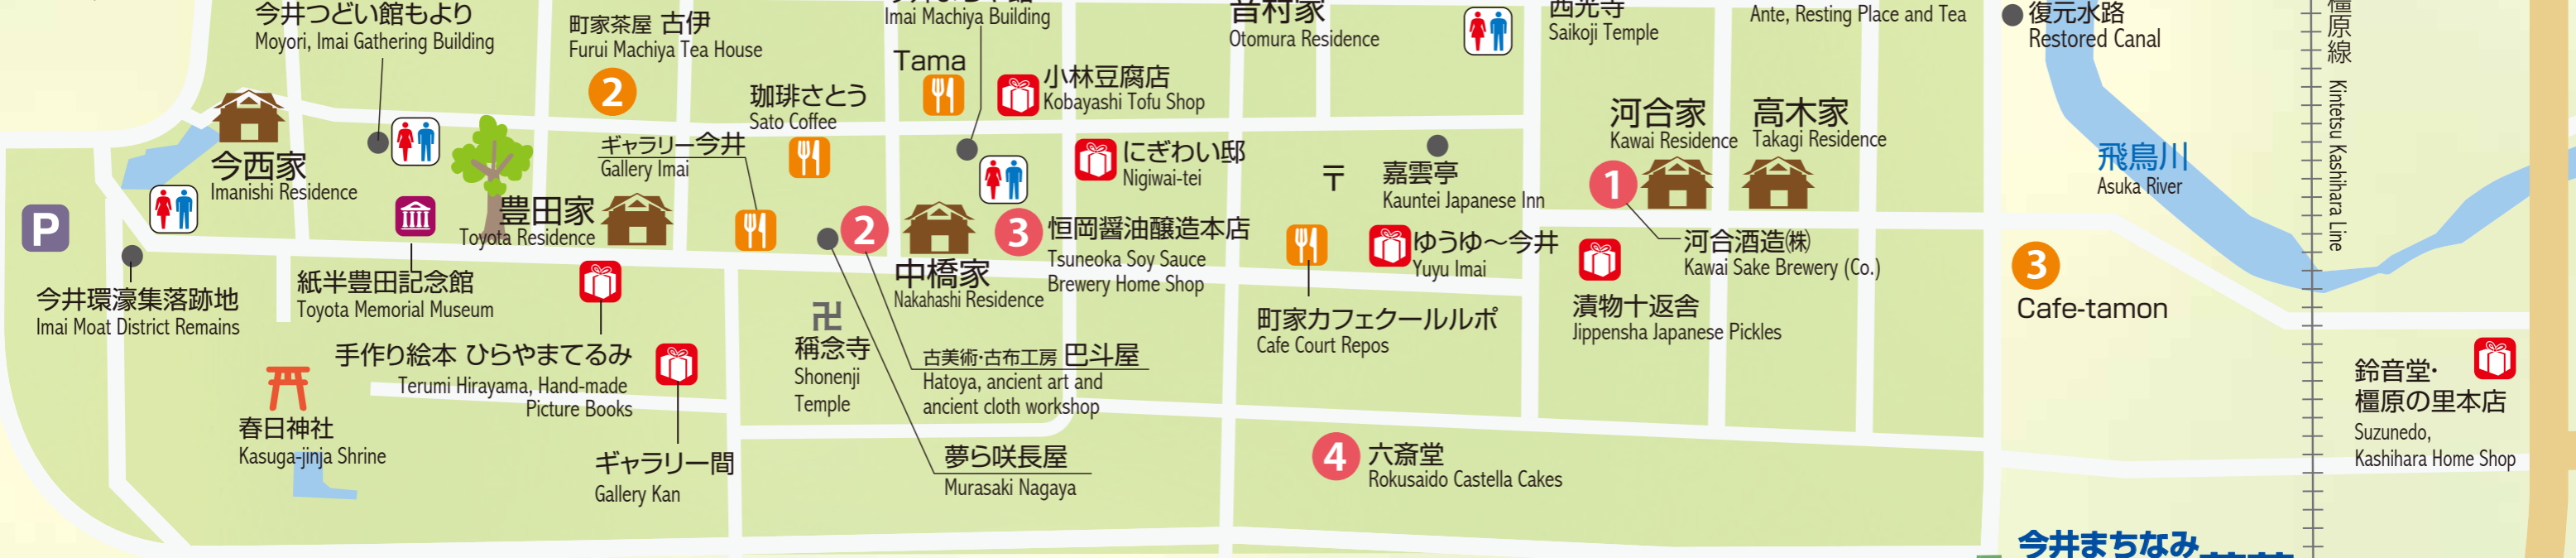 今井つどい館もより
Moyori, Imai Gathering Building
町家茶屋 古伊
Furui Machiya Tea House
2
Imai Machiya Building
音村家
Otomura Residence
西光寺
Saikoji Temple
Ante, Resting Place and Tea
復元水路
Restored Canal
橿原線 Kintetsu Kashihara Line
Tama
小林豆腐店
Kobayashi Tofu Shop
珈琲さとう
Sato Coffee
ギャラリー今井
Gallery Imai
にぎわい邸
Nigiwai-tei
〒
嘉雲亭
Kauntei Japanese Inn
河合家
Kawai Residence
高木家
Takagi Residence
1
飛鳥川
Asuka River
今西家
Imanishi Residence
P
豊田家
Toyota Residence
2
中橋家
Nakahashi Residence
3
恒岡醤油醸造本店
Tsuneoka Soy Sauce
Brewery Home Shop
ゆうゆ～今井
Yuyu Imai
河合酒造㈱
Kawai Sake Brewery (Co.)
3
Cafe-tamon
今井環濠集落跡地
Imai Moat District Remains
紙半豊田記念館
Toyota Memorial Museum
町家カフェクールルポ
Cafe Court Repos
漬物十返舎
Jippensha Japanese Pickles
手作り絵本 ひらやまてるみ
Terumi Hirayama, Hand-made
Picture Books
卍
稱念寺
Shonenji
Temple
古美術・古布工房 巴斗屋
Hatoya, ancient art and
ancient cloth workshop
鈴音堂・
橿原の里本店
Suzunedo,
Kashihara Home Shop
春日神社
Kasuga-jinja Shrine
ギャラリー間
Gallery Kan
夢ら咲長屋
Murasaki Nagaya
4
六斎堂
Rokusaido Castella Cakes
今井まちなみ